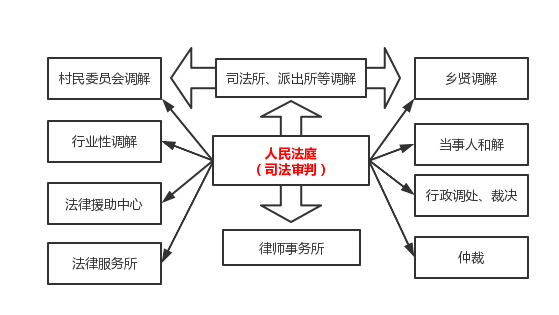 村民委员会调解
司法所、派出所等调解
乡贤调解
行业性调解
人民法庭
（司法审判）
当事人和解
法律援助中心
行政调处、裁决
法律服务所
律师事务所
仲裁